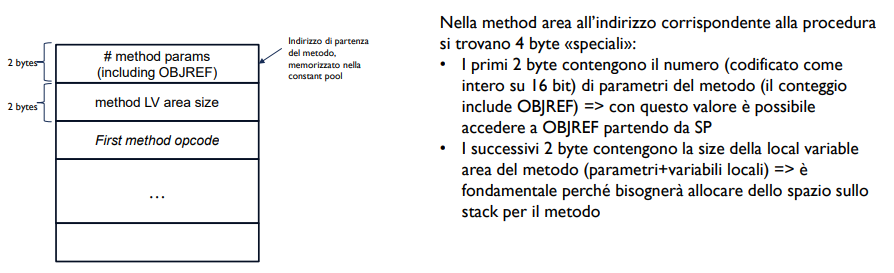 2 bytes
# method params
(including OBJREF)
Indirizzo di partenza
del metodo,
memorizzato nella
constant pool
2 bytes
method LV area size
First method opcode
...
Nella method area all'indirizzo corrispondente alla procedura
si trovano 4 byte «speciali»:
• I primi 2 byte contengono il numero (codificato come
intero su 16 bit) di parametri del metodo (il conteggio
include OBJREF) => con questo valore è possibile
accedere a OBJREF partendo da SP
• I successivi 2 byte contengono la size della local variable
area del metodo (parametri+variabili locali) => è
fondamentale perché bisognerà allocare dello spazio sullo
stack per il metodo